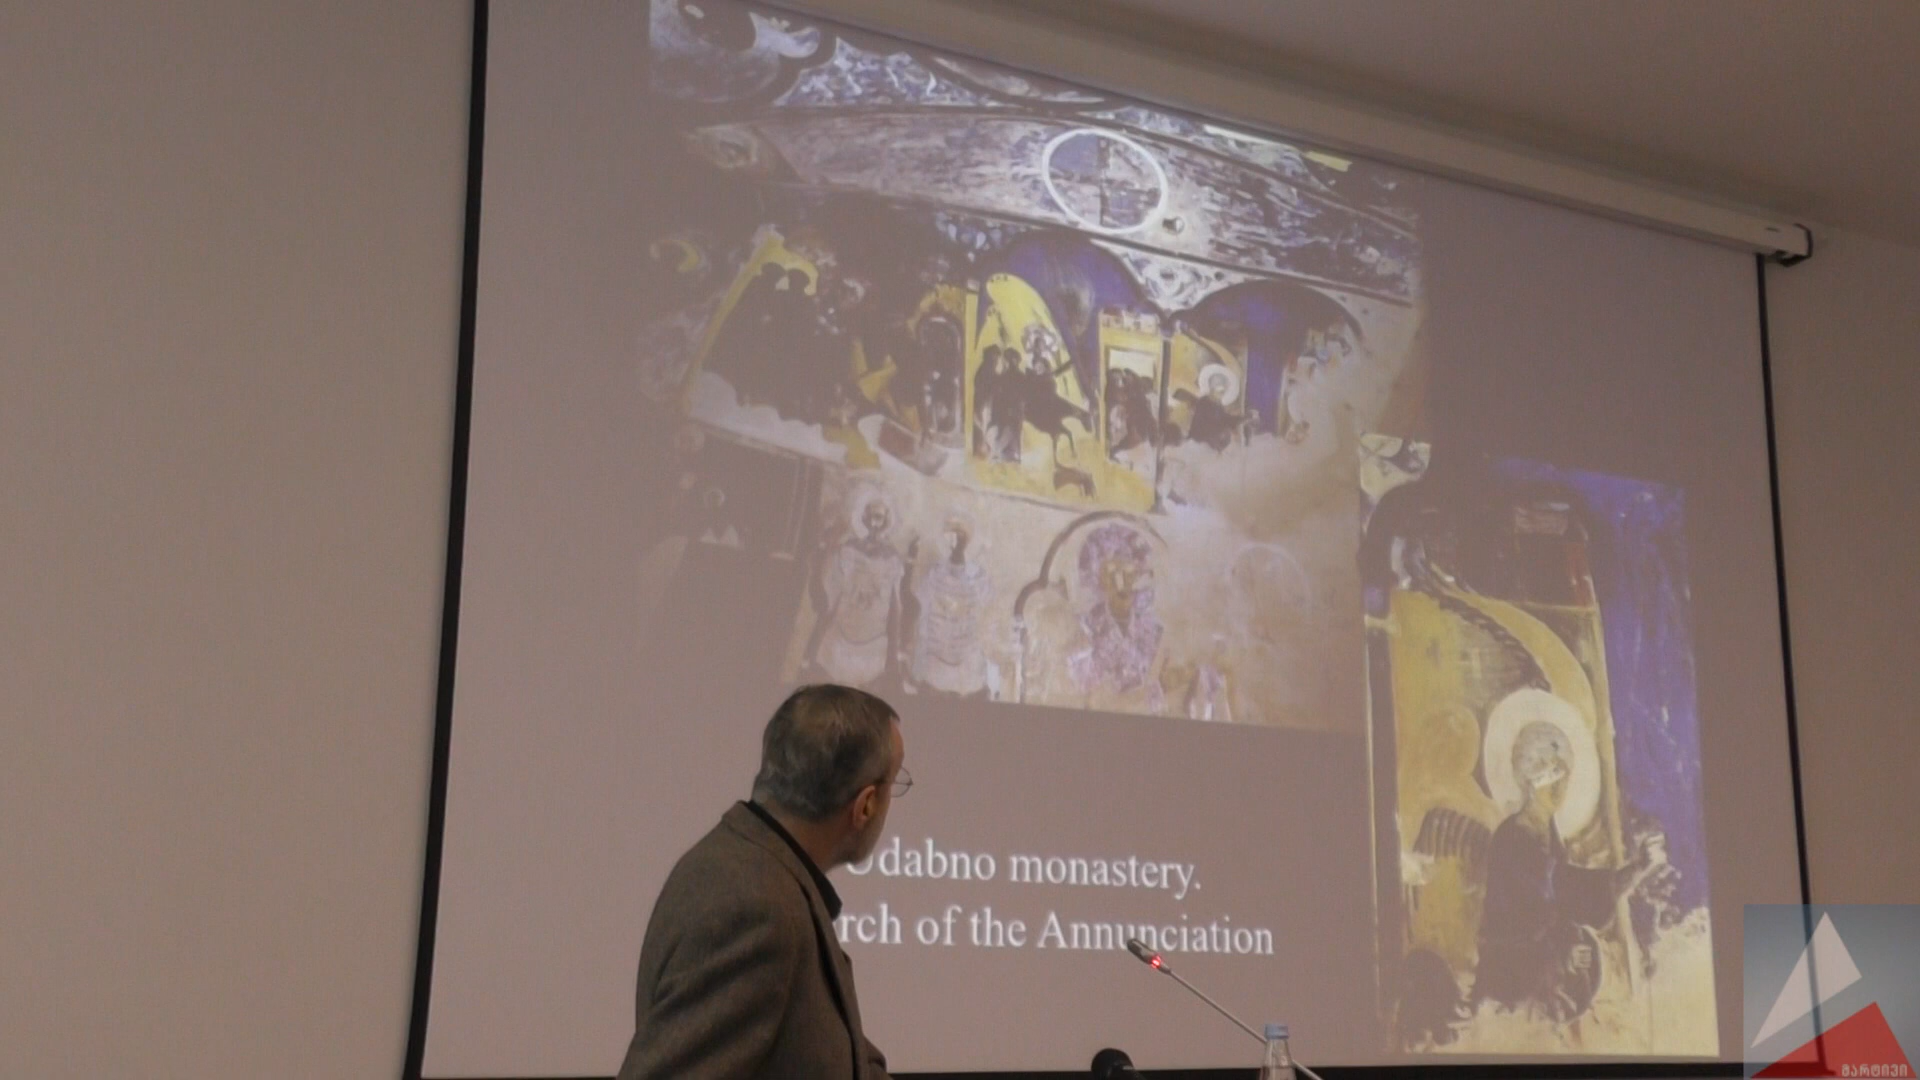 Udabno monastery.
rch of the Annunciation
მარტივი